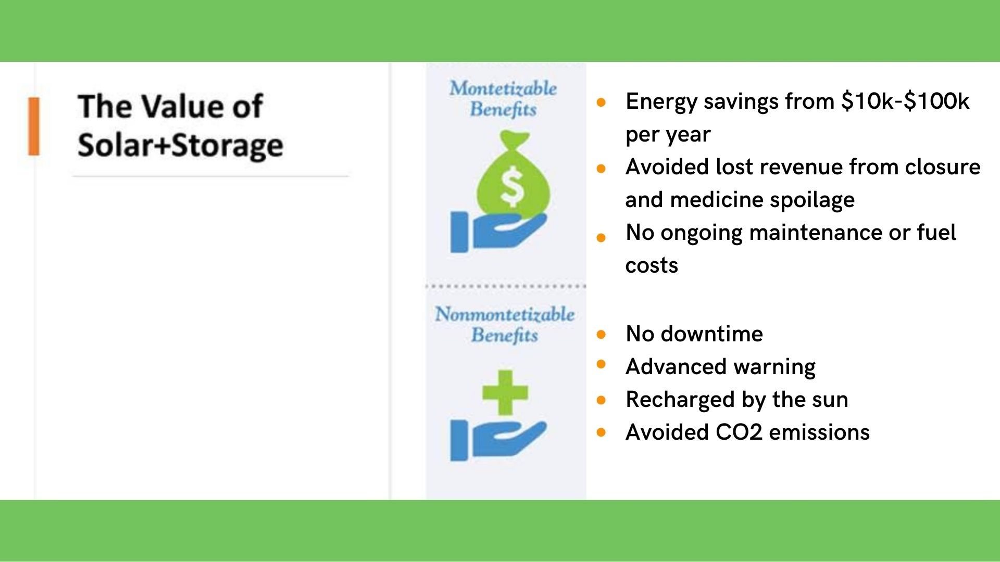 The Value of
Solar+Storage
Montetizable
Benefits
$
Energy savings from $10k-$100k
per year
Avoided lost revenue from closure
and medicine spoilage
No ongoing maintenance or fuel
costs
Nonmontetizable
Benefits
No downtime
Advanced warning
Recharged by the sun
Avoided CO2 emissions